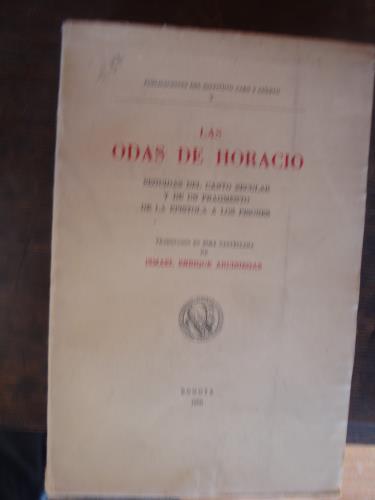 PUBLICACIONES DEL INSTITUTO CARO Y CUERVO
LAS
ODAS DE HORACIO
SEGUIDAS DEL CANTO SECULAR
Y DE UN FRAGMENTO
DE LA EPISTOLA A LOS PISONES
TRADUCCION EN RIMA CASTELLANA
DE
ISMAEL ENRIQUE ARCINIEGAS
BOGOTA